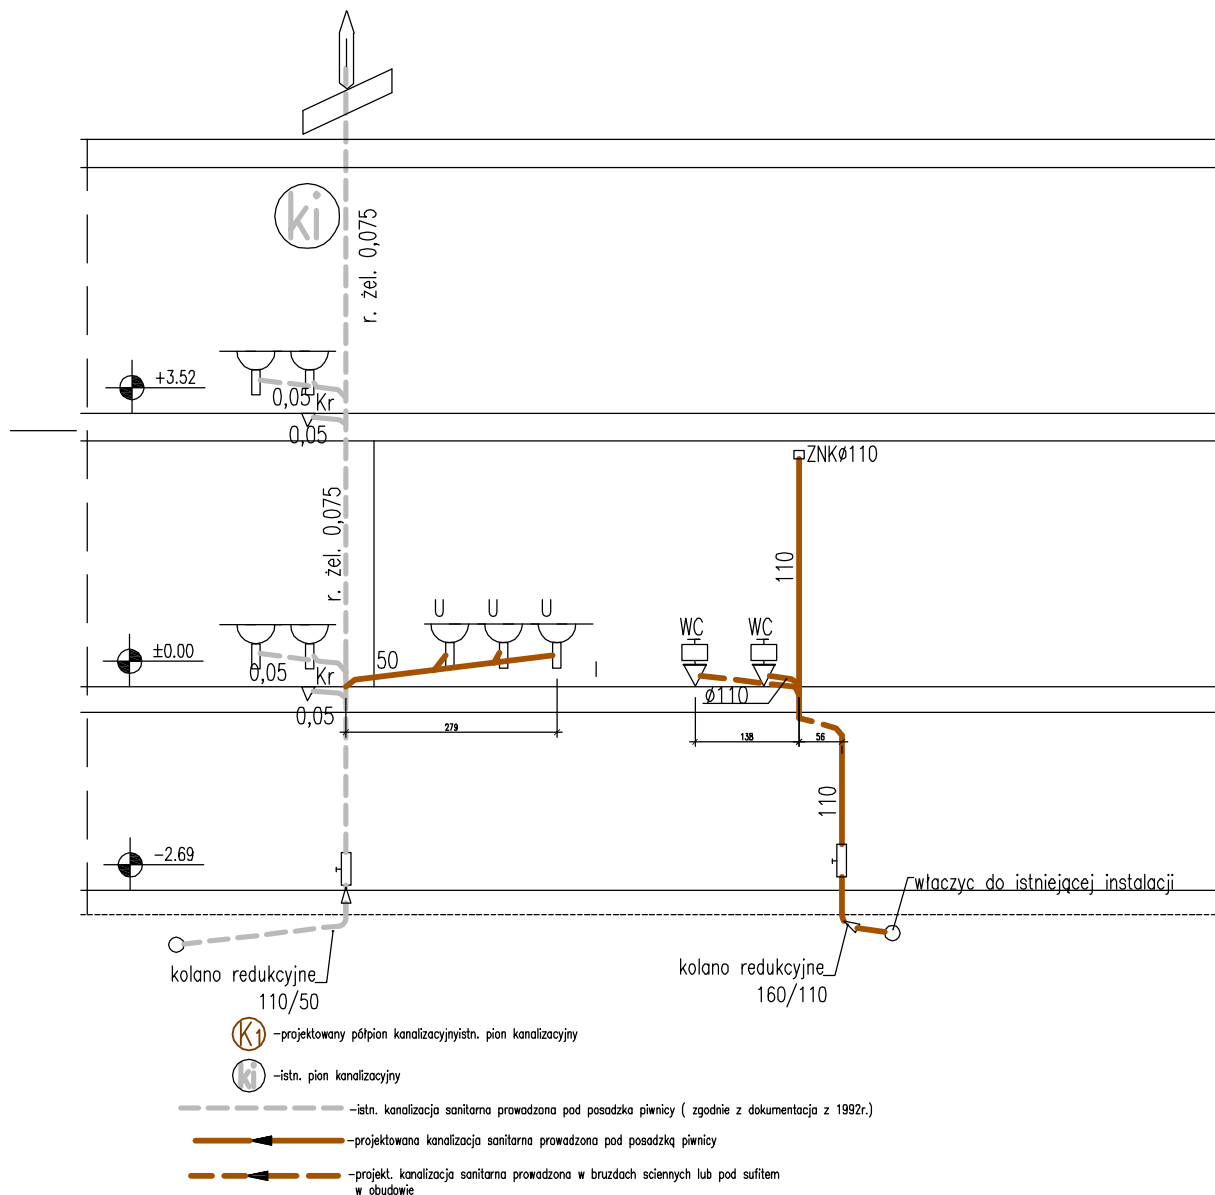 ki
r. żel. 0,075
+3.52
0,05
Kr
0,05
ZNKø110
r. żel. 0,075
110
U U U
WC WC
±0.00
50
I
0,05
Kr
ø110
0,05
279
138
56
110
-2.69
właczyc do istniejącej instalacji
kolano redukcyjne
110/50
kolano redukcyjne
160/110
K1 -projektowany półpion kanalizacyjnyistn. pion kanalizacyjny
ki -istn. pion kanalizacyjny
-istn. kanalizacja sanitarna prowadzona pod posadzka piwnicy ( zgodnie z dokumentacja z 1992r.)
-projektowana kanalizacja sanitarna prowadzona pod posadzką piwnicy
-projekt. kanalizacja sanitarna prowadzona w bruzdach sciennych lub pod sufitem
w obudowie